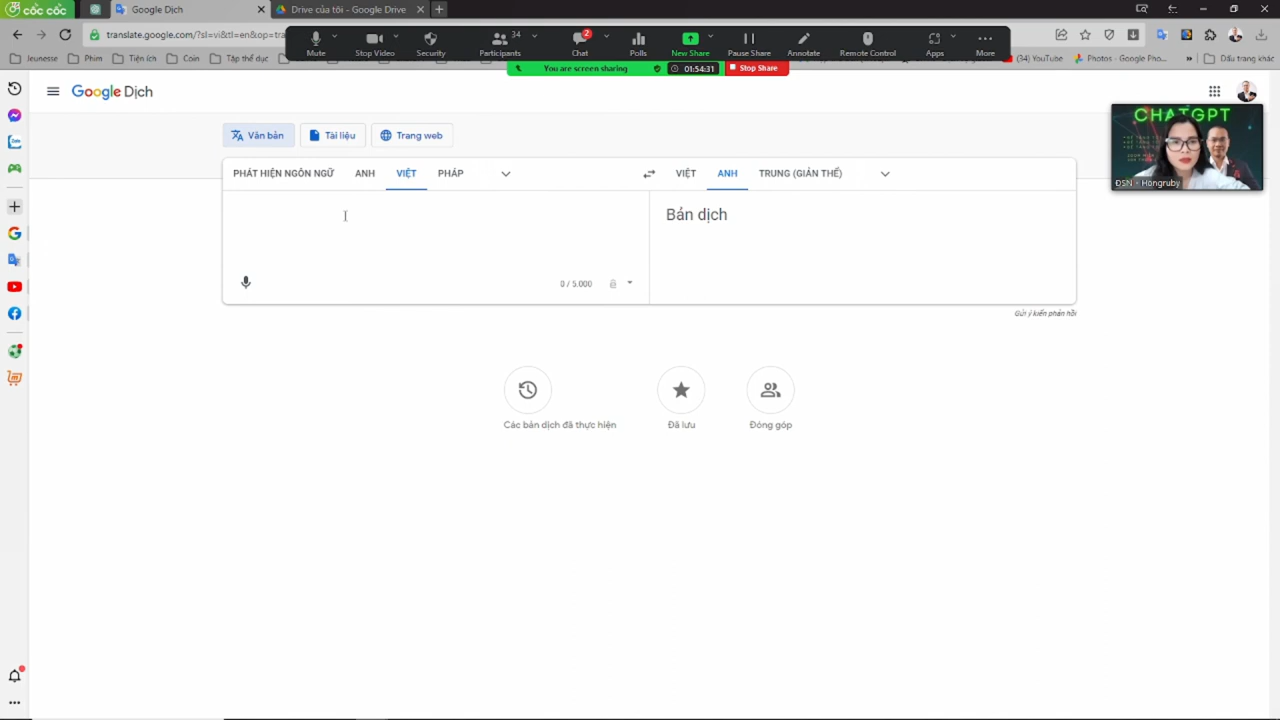 cốc cốc
Google Dịch
Drive của tôi - Google Drive
translate.google.com/?sl=vi&tl=en&op=tra
Mute
Stop Video
Security
Participants
34
Chat
2
Polls
New Share
Pause Share
Annotate
Remote Control
Apps
More
You are screen sharing
01:54:31
Stop Share
Jeunesse
Phim
Tiện ích
Coin
Tập thể dục
(34) YouTube
Photos - Google Pho...
Dấu trang khác
Google Dịch
CHATGPT
ĐSN - Hongruby
Văn bản
Tài liệu
Trang web
PHÁT HIỆN NGÔN NGỮ
ANH
VIỆT
PHÁP
VIỆT
ANH
TRUNG (GIẢN THỂ)
Bản dịch
0 / 5.000
Gửi ý kiến phản hồi
Các bản dịch đã thực hiện
Đã lưu
Đóng góp